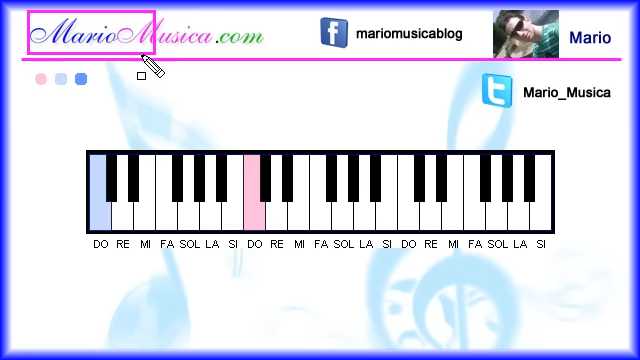 MarioMusica.com
mariomusicablog
Mario
Mario_Musica
DO RE MI FA SOL LA SI DO RE MI FA SOL LA SI DO RE MI FA SOL LA SI